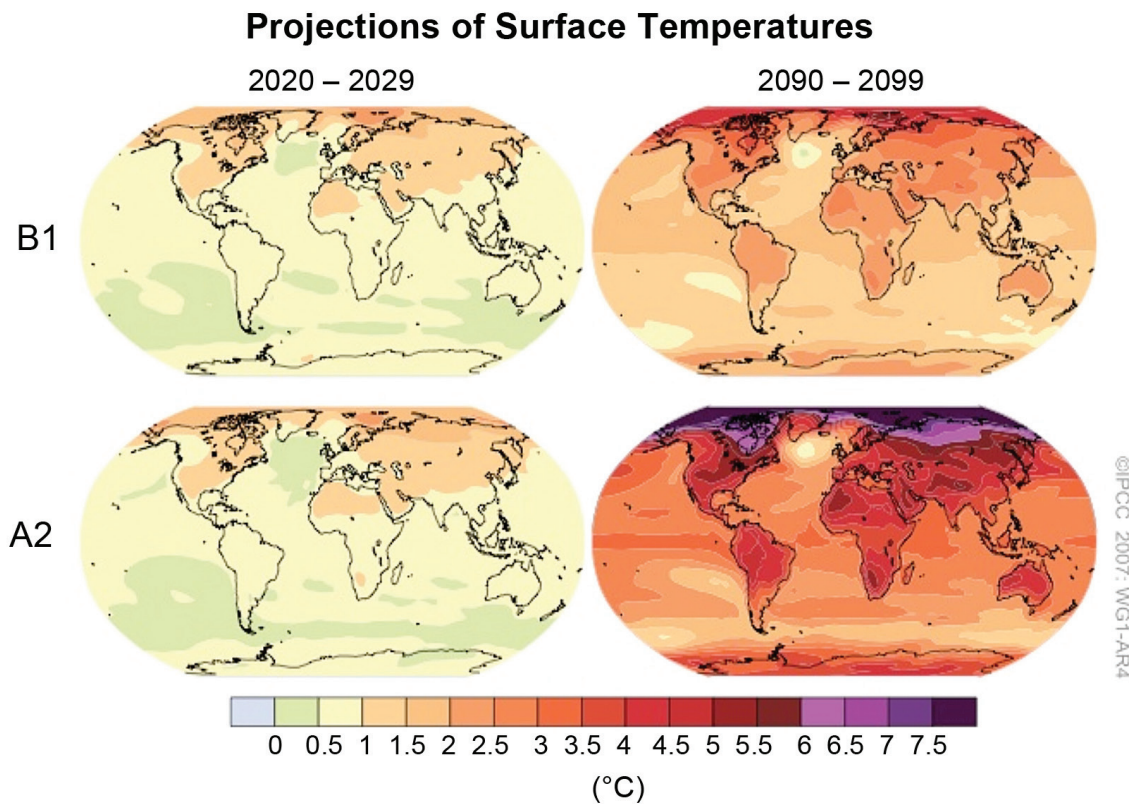 Projections of Surface Temperatures
2020 – 2029
2090 – 2099
B1
A2
0 0.5 1 1.5 2 2.5 3 3.5 4 4.5 5 5.5 6 6.5 7 7.5
(°C)
©IPCC 2007: WG1-AR4